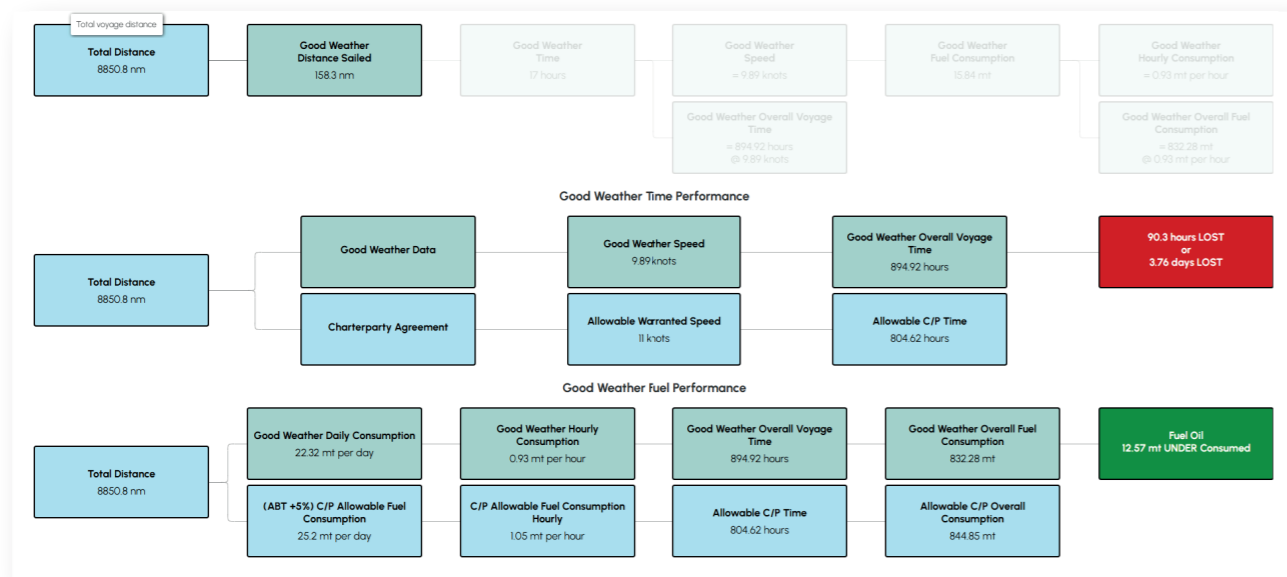 Total voyage distance
Total Distance
8850.8 nm
Good Weather
Distance Sailed
158.3 nm
Good Weather
Time
17 hours
Good Weather
Speed
= 9.89 knots
Good Weather
Fuel Consumption
15.84 mt
Good Weather
Hourly Consumption
= 0.93 mt per hour
Good Weather Overall Voyage
Time
= 894.92 hours
@ 9.89 knots
Good Weather Overall Fuel
Consumption
= 832.28 mt
@ 0.93 mt per hour
Good Weather Time Performance
Total Distance
8850.8 nm
Good Weather Data
Good Weather Speed
9.89 knots
Good Weather Overall Voyage
Time
894.92 hours
90.3 hours LOST
or
3.76 days LOST
Charterparty Agreement
Allowable Warranted Speed
11 knots
Allowable C/P Time
804.62 hours
Good Weather Fuel Performance
Total Distance
8850.8 nm
Good Weather Daily Consumption
22.32 mt per day
Good Weather Hourly
Consumption
0.93 mt per hour
Good Weather Overall Voyage
Time
894.92 hours
Good Weather Overall Fuel
Consumption
832.28 mt
Fuel Oil
12.57 mt UNDER Consumed
(ABT +5%) C/P Allowable Fuel
Consumption
25.2 mt per day
C/P Allowable Fuel Consumption
Hourly
1.05 mt per hour
Allowable C/P Time
804.62 hours
Allowable C/P Overall
Consumption
844.85 mt